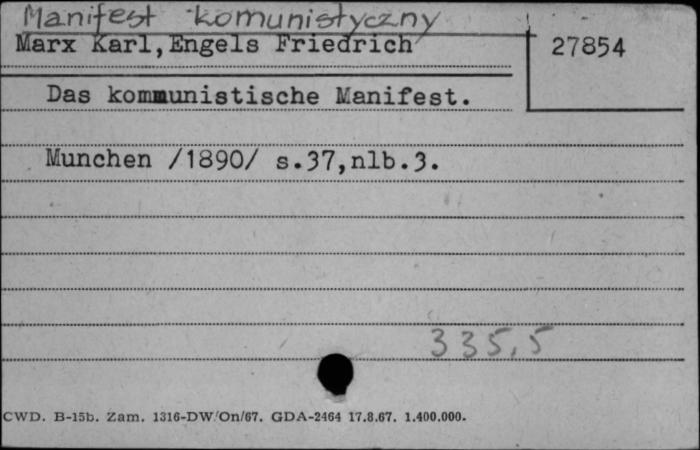 Manifest komunistyczny
Marx Karl, Engels Friedrich
27854
Das kommunistische Manifest.
Munchen /1890/ s.37,nlb.3.
335.5
CWD. B-15b. Zam. 1316-DW/On/67. GDA-2464 17.8.67. 1.400.000.